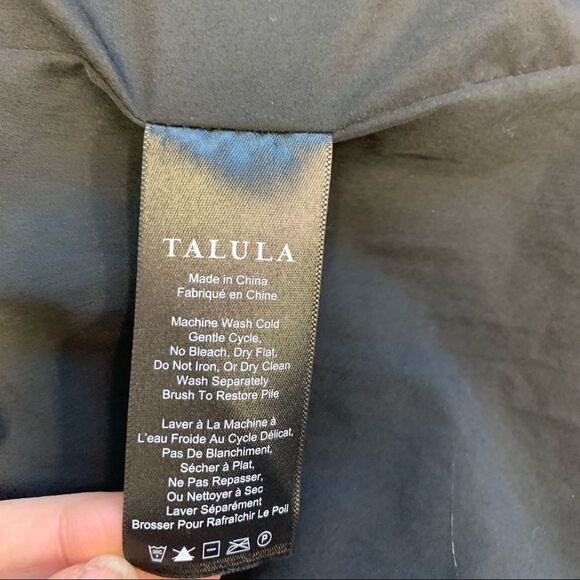 TALULA
Made in China
Fabriqué en Chine
Machine Wash Cold
Gentle Cycle,
No Bleach, Dry Flat,
Do Not Iron, Or Dry Clean
Wash Separately
Brush To Restore Pile
Laver À La Machine à
L'eau Froide Au Cycle Délicat,
Pas De Blanchiment,
Sécher à Plat,
Ne Pas Repasser,
Ou Nettoyer à Sec
Laver Séparément
Brosser Pour Rafraîchir Le Poil
30C P